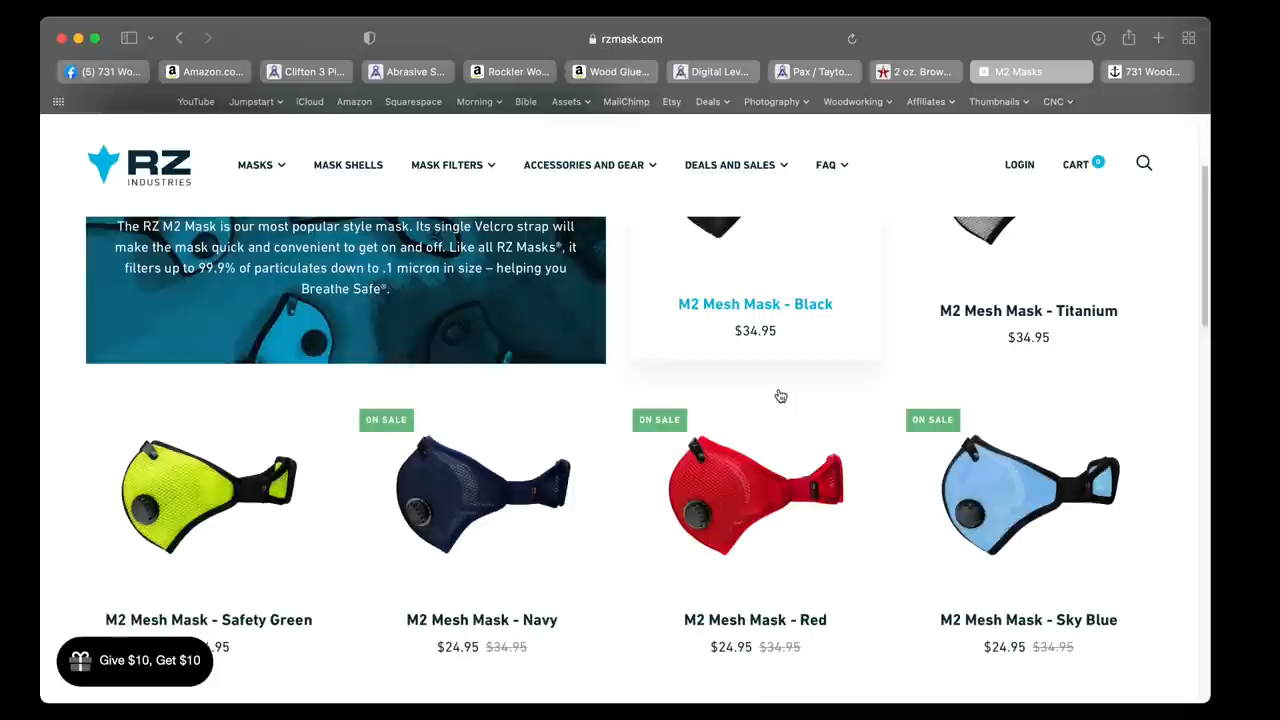 rzmask.com
(5) 731 Wo...
Amazon.co...
Clifton 3 Pi...
Abrasive S...
Rockler Wo...
Wood Glue...
Digital Lev...
Pax / Tayto...
2 oz. Brow...
M2 Masks
731 Wood...
YouTube
Jumpstart
iCloud
Amazon
Squarespace
Morning
Bible
Assets
MailChimp
Etsy
Deals
Photography
Woodworking
Affiliates
Thumbnails
CNC
RZ
INDUSTRIES
MASKS
MASK SHELLS
MASK FILTERS
ACCESSORIES AND GEAR
DEALS AND SALES
FAQ
LOGIN
CART 0
The RZ M2 Mask is our most popular style mask. Its single Velcro strap will
make the mask quick and convenient to get on and off. Like all RZ Masks®, it
filters up to 99.9% of particulates down to .1 micron in size – helping you
Breathe Safe®.
M2 Mesh Mask - Black
$34.95
M2 Mesh Mask - Titanium
$34.95
ON SALE
ON SALE
ON SALE
M2 Mesh Mask - Safety Green
M2 Mesh Mask - Navy
$24.95 $34.95
M2 Mesh Mask - Red
$24.95 $34.95
M2 Mesh Mask - Sky Blue
$24.95 $34.95
Give $10, Get $10